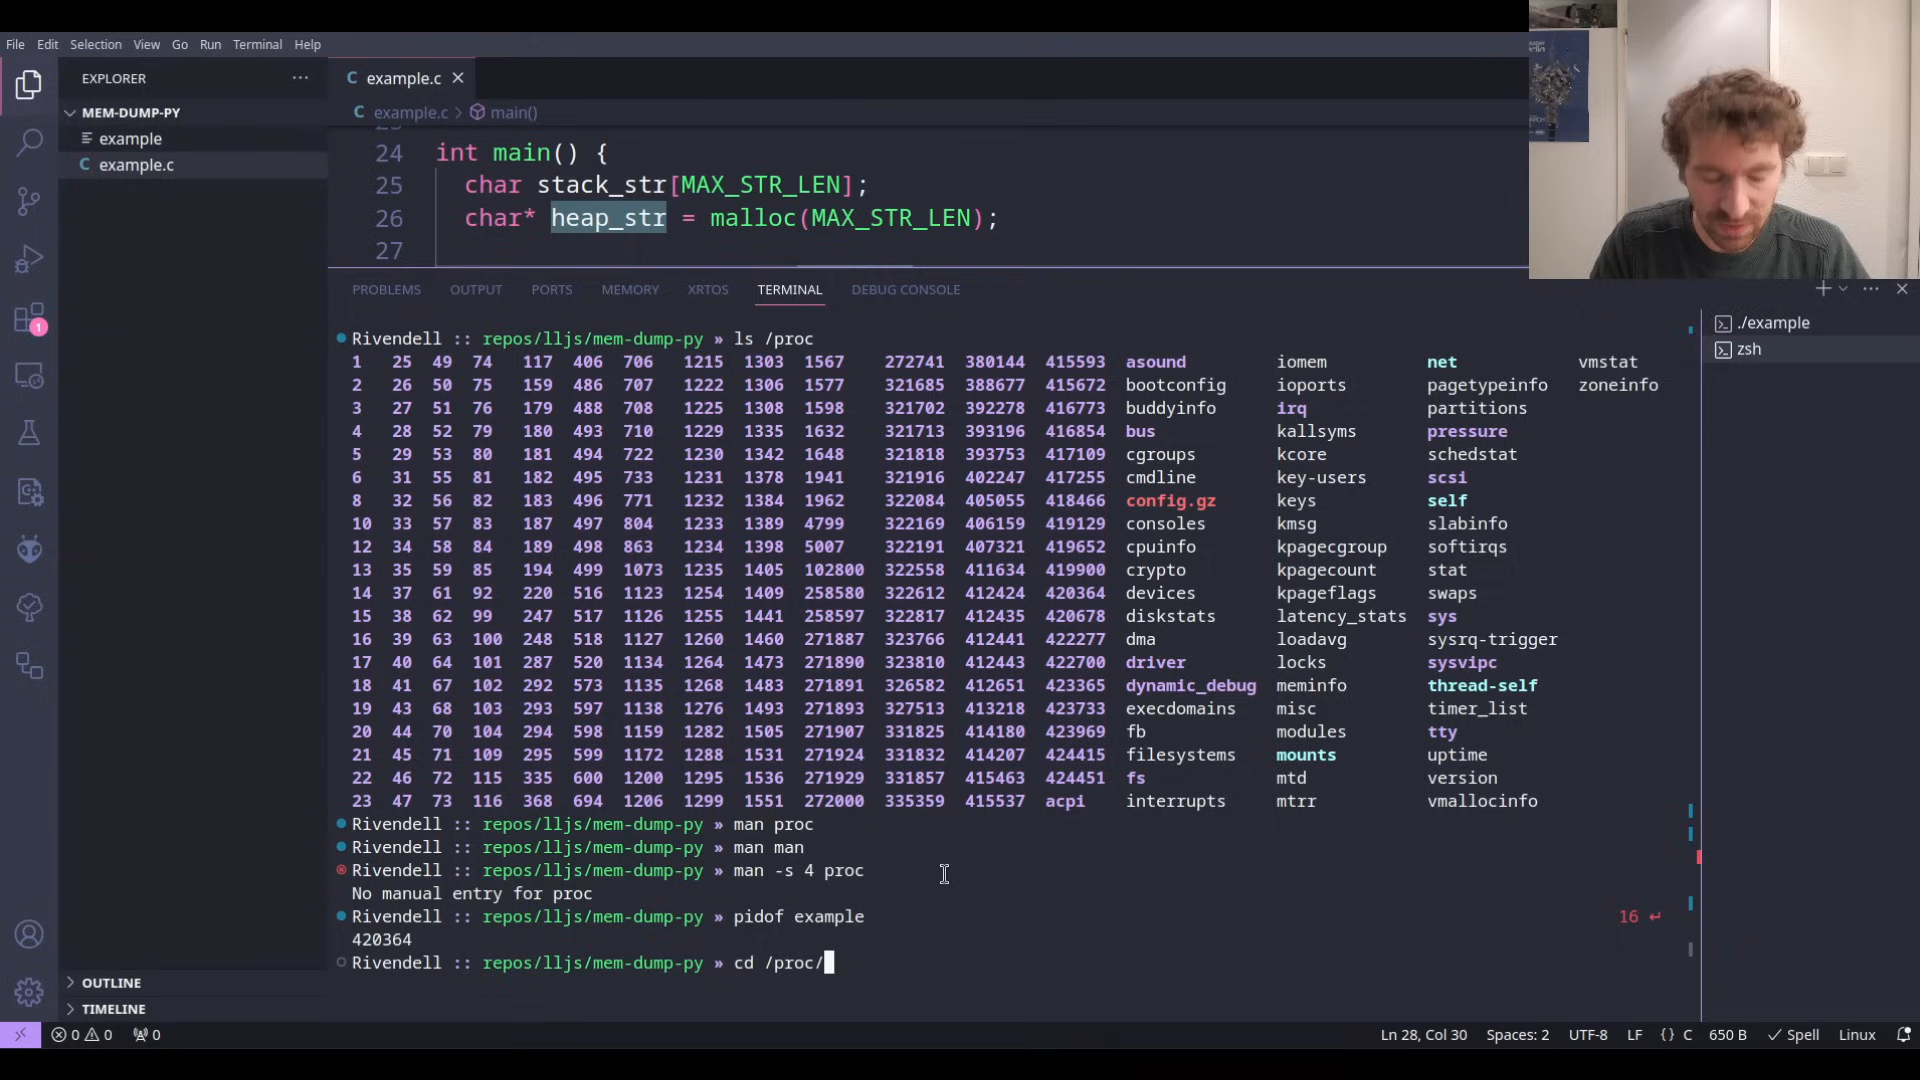 File Edit Selection View Go Run Terminal Help
EXPLORER
MEM-DUMP-PY
example
C example.c
OUTLINE
TIMELINE
1
C example.c
C example.c > main()
24 int main() {
25 char stack_str[MAX_STR_LEN];
26 char* heap_str = malloc(MAX_STR_LEN);
27
PROBLEMS OUTPUT PORTS MEMORY XRTOS TERMINAL DEBUG CONSOLE
./example
zsh
Rivendell :: repos/lljs/mem-dump-py » ls /proc
1 25 49 74 117 406 706 1215 1303 1567 272741 380144 415593 asound iomem net vmstat
2 26 50 75 159 486 707 1222 1306 1577 321685 388677 415672 bootconfig ioports pagetypeinfo zoneinfo
3 27 51 76 179 488 708 1225 1308 1598 321702 392278 416773 buddyinfo irq partitions
4 28 52 79 180 493 710 1229 1335 1632 321713 393196 416854 bus kallsyms pressure
5 29 53 80 181 494 722 1230 1342 1648 321818 393753 417109 cgroups kcore schedstat
6 31 55 81 182 495 733 1231 1378 1941 321916 402247 417255 cmdline key-users scsi
8 32 56 82 183 496 771 1232 1384 1962 322084 405055 418466 config.gz keys self
10 33 57 83 187 497 804 1233 1389 4799 322169 406159 419129 consoles kmsg slabinfo
12 34 58 84 189 498 863 1234 1398 5007 322191 407321 419652 cpuinfo kpagecgroup softirqs
13 35 59 85 194 499 1073 1235 1405 102800 322558 411634 419900 crypto kpagecount stat
14 37 61 92 220 516 1123 1254 1409 258580 322612 412424 420364 devices kpageflags swaps
15 38 62 99 247 517 1126 1255 1441 258597 322817 412435 420678 diskstats latency_stats sys
16 39 63 100 248 518 1127 1260 1460 271887 323766 412441 422277 dma loadavg sysrq-trigger
17 40 64 101 287 520 1134 1264 1473 271890 323810 412443 422700 driver locks sysvipc
18 41 67 102 292 573 1135 1268 1483 271891 326582 412651 423365 dynamic_debug meminfo thread-self
19 43 68 103 293 597 1138 1276 1493 271893 327513 413218 423733 execdomains misc timer_list
20 44 70 104 294 598 1159 1282 1505 271907 331825 414180 423969 fb modules tty
21 45 71 109 295 599 1172 1288 1531 271924 331832 414207 424415 filesystems mounts uptime
22 46 72 115 335 600 1200 1295 1536 271929 331857 415463 424451 fs mtd version
23 47 73 116 368 694 1206 1299 1551 272000 335359 415537 acpi interrupts mtrr vmallocinfo
Rivendell :: repos/lljs/mem-dump-py » man proc
Rivendell :: repos/lljs/mem-dump-py » man man
Rivendell :: repos/lljs/mem-dump-py » man -s 4 proc
No manual entry for proc
Rivendell :: repos/lljs/mem-dump-py » pidof example 16 ↵
420364
Rivendell :: repos/lljs/mem-dump-py » cd /proc/
0 0 0 Ln 28, Col 30 Spaces: 2 UTF-8 LF {} C 650 B Spell Linux